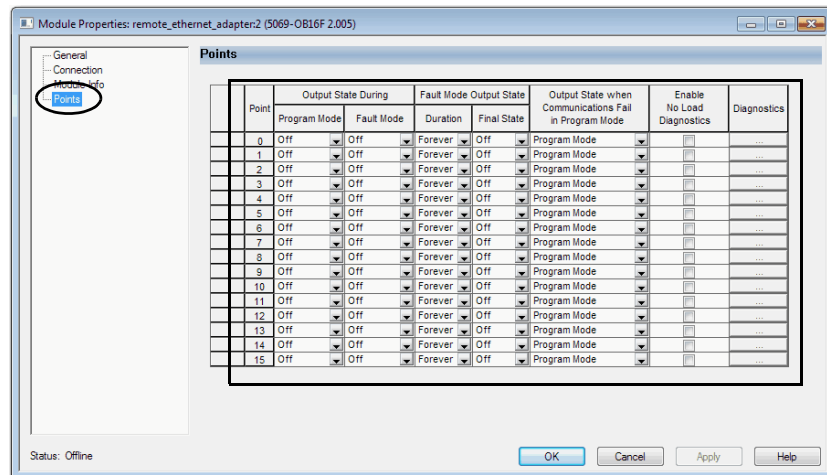 Module Properties: remote_ethernet_adapter:2 (5069-OB16F 2.005)
General
Connection
Module Info
Points
Points
Point
Output State During
Program Mode
Fault Mode
Fault Mode Output State
Duration
Final State
Output State when
Communications Fail
in Program Mode
Enable
No Load
Diagnostics
Diagnostics
0 Off Off Forever Off Program Mode ...
1 Off Off Forever Off Program Mode ...
2 Off Off Forever Off Program Mode ...
3 Off Off Forever Off Program Mode ...
4 Off Off Forever Off Program Mode ...
5 Off Off Forever Off Program Mode ...
6 Off Off Forever Off Program Mode ...
7 Off Off Forever Off Program Mode ...
8 Off Off Forever Off Program Mode ...
9 Off Off Forever Off Program Mode ...
10 Off Off Forever Off Program Mode ...
11 Off Off Forever Off Program Mode ...
12 Off Off Forever Off Program Mode ...
13 Off Off Forever Off Program Mode ...
14 Off Off Forever Off Program Mode ...
15 Off Off Forever Off Program Mode ...
Status: Offline
OK
Cancel
Apply
Help